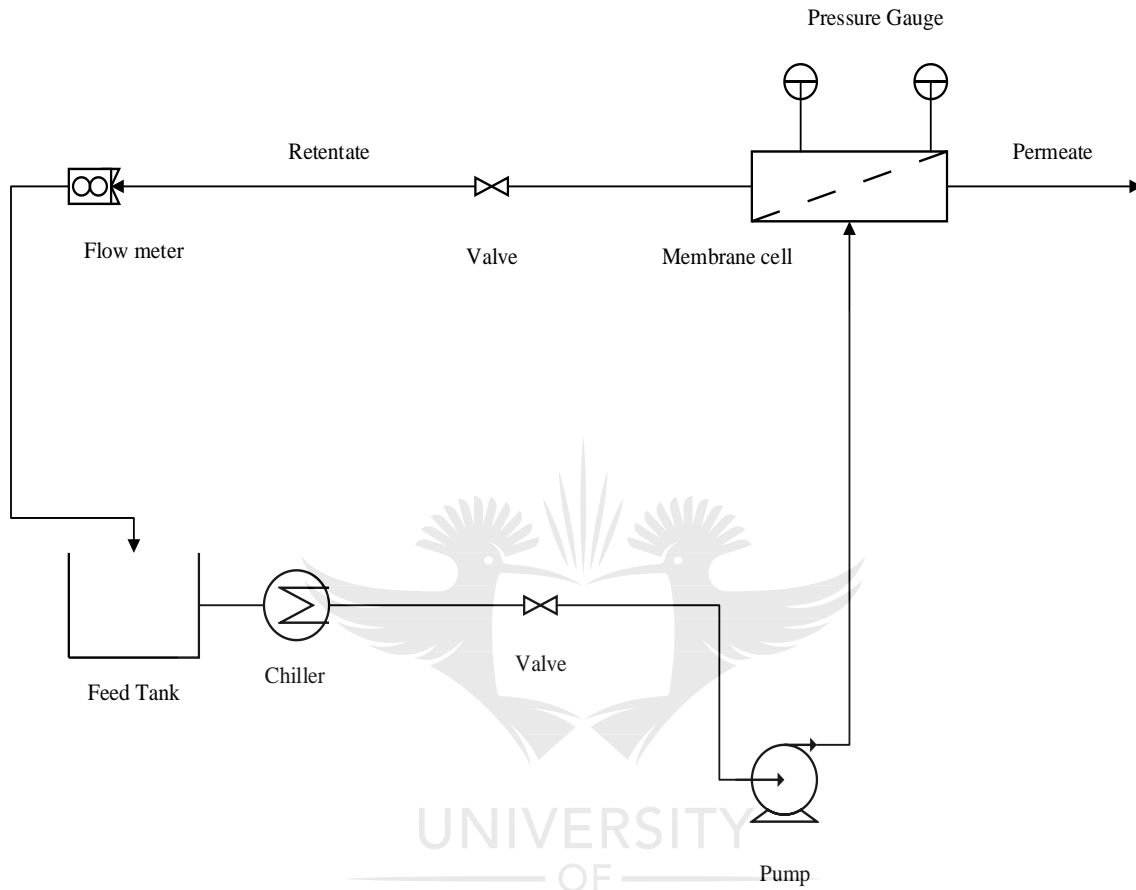 Pressure Gauge
Retentate
Permeate
Flow meter
Valve
Membrane cell
Feed Tank
Chiller
Valve
Pump
UNIVERSITY
OF